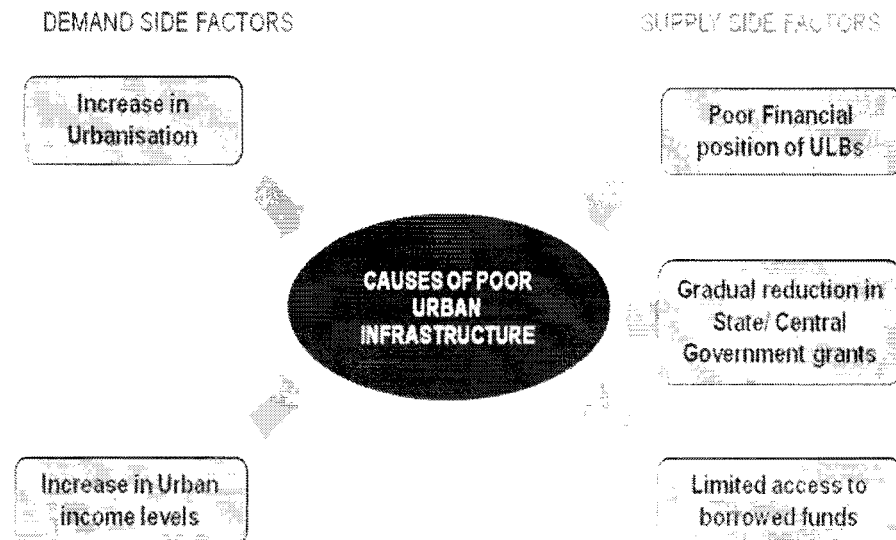 DEMAND SIDE FACTORS
SUPPLY SIDE FACTORS
Increase in
Urbanisation
Poor Financial
position of ULBs
CAUSES OF POOR
URBAN
INFRASTRUCTURE
Gradual reduction in
State/ Central
Government grants
Increase in Urban
income levels
Limited access to
borrowed funds